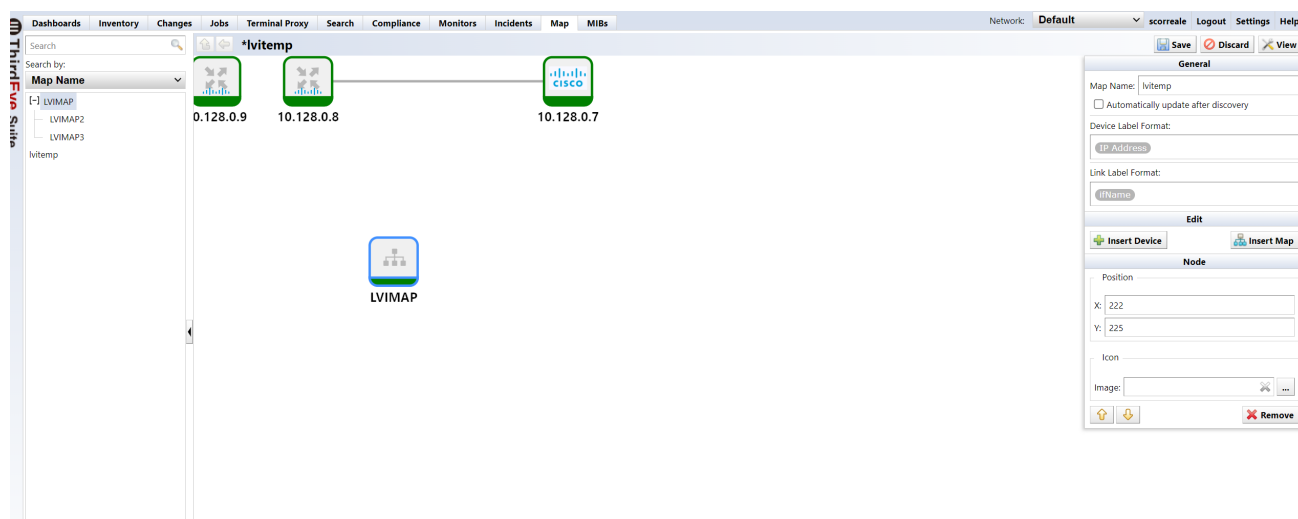 Dashboards Inventory Changes Jobs Terminal Proxy Search Compliance Monitors Incidents Map MIBs Network: Default scorreale Logout Settings Help
ThirdEye Suite
Search
*lvitemp
Save Discard View
Search by:
Map Name
[-] LVIMAP
LVIMAP2
LVIMAP3
lvitemp
CISCO
0.128.0.9 10.128.0.8 10.128.0.7
LVIMAP
General
Map Name: lvitemp
Automatically update after discovery
Device Label Format:
IP Address
Link Label Format:
ifName
Edit
Insert Device Insert Map
Node
Position
X: 222
Y: 225
Icon
Image: ...
Remove